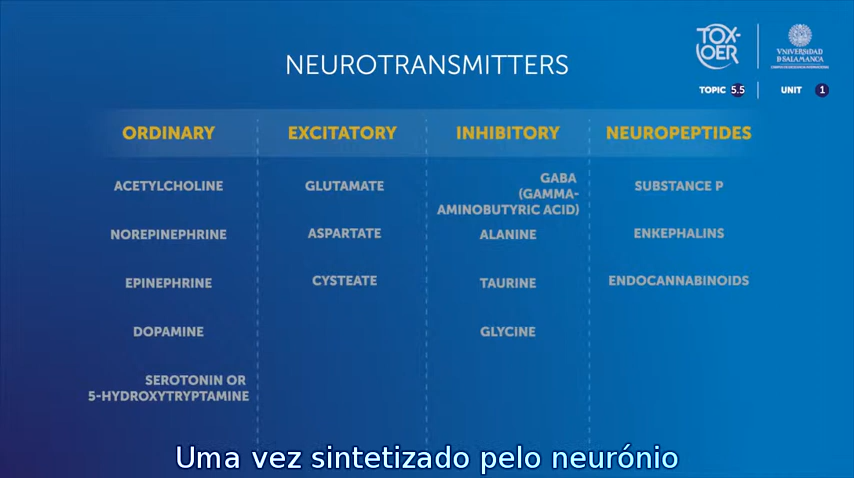 TOX-
OER
VNiVERSiDAD
D SALAMANCA
TOPIC 5.5 UNIT 1
NEUROTRANSMITTERS
ORDINARY EXCITATORY INHIBITORY NEUROPEPTIDES
ACETYLCHOLINE GLUTAMATE GABA SUBSTANCE P
(GAMMA-
AMINOBUTYRIC ACID)
NOREPINEPHRINE ASPARTATE ALANINE ENKEPHALINS
EPINEPHRINE CYSTEATE TAURINE ENDOCANNABINOIDS
DOPAMINE GLYCINE
SEROTONIN OR
5-HYDROXYTRYPTAMINE
Uma vez sintetizado pelo neurónio